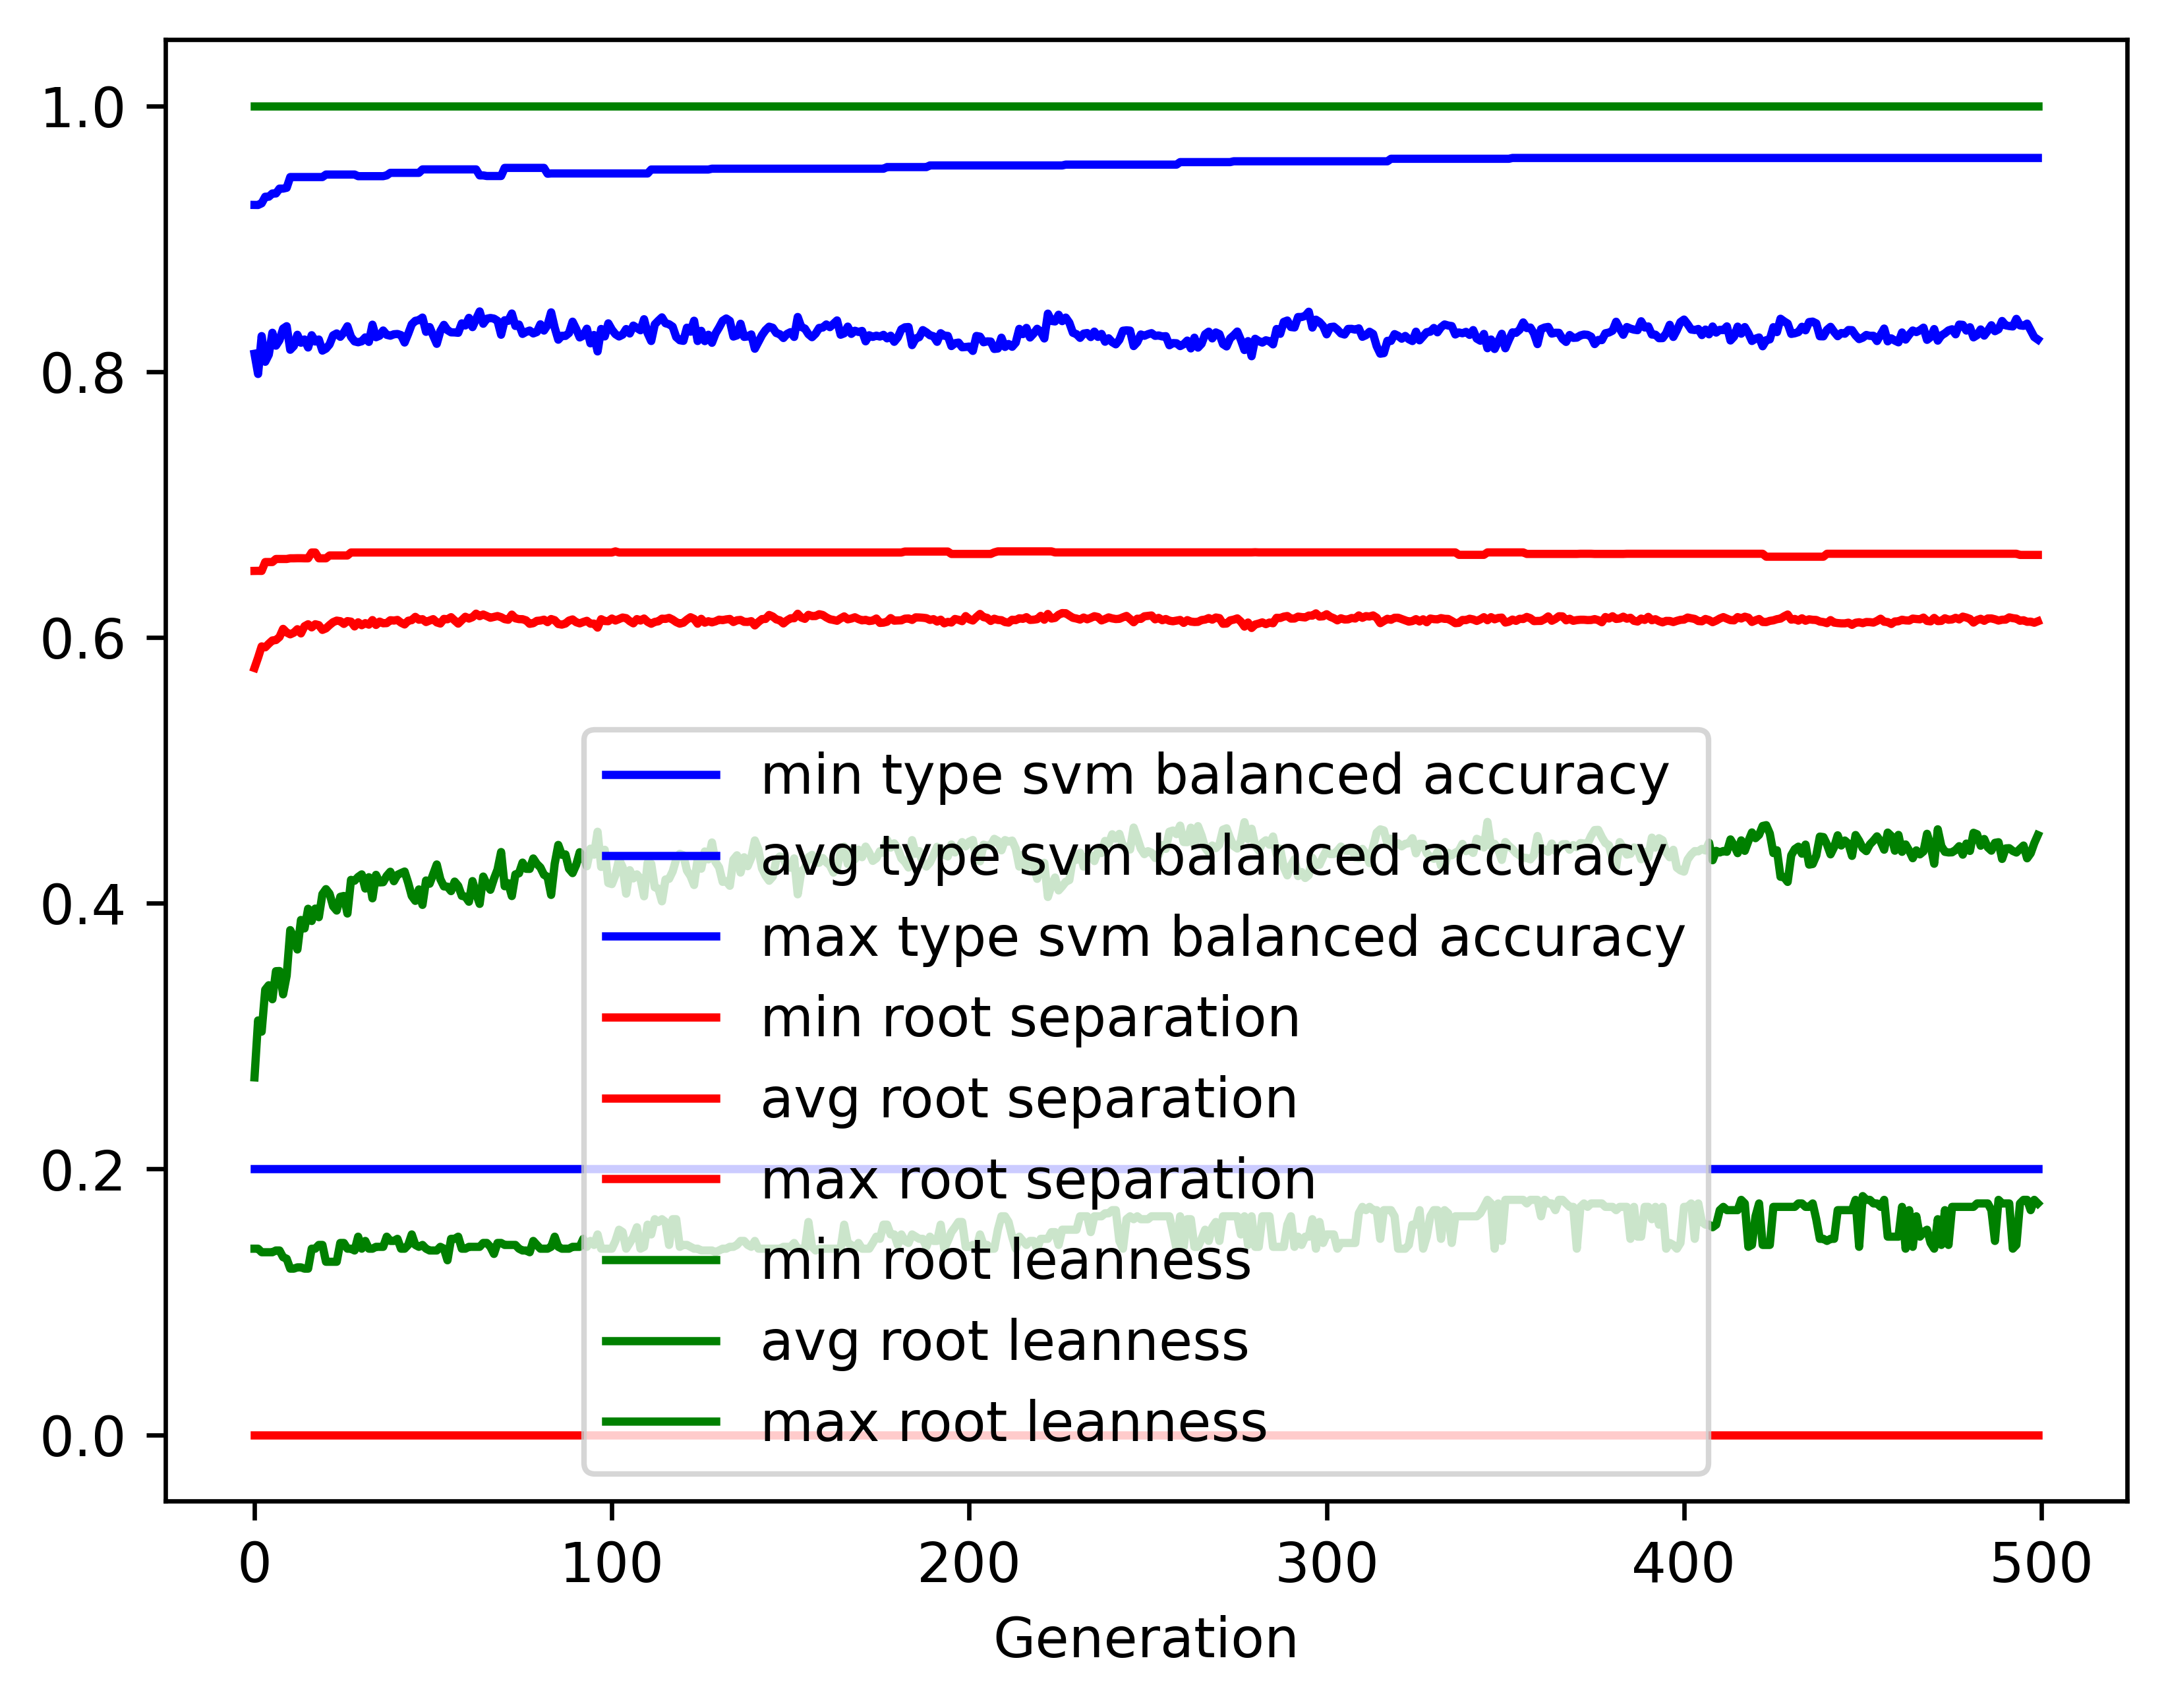 1.0
0.8
0.6
0.4
0.2
0.0
min type svm balanced accuracy
avg type svm balanced accuracy
max type svm balanced accuracy
min root separation
avg root separation
max root separation
min root leanness
avg root leanness
max root leanness
0 100 200 300 400 500
Generation